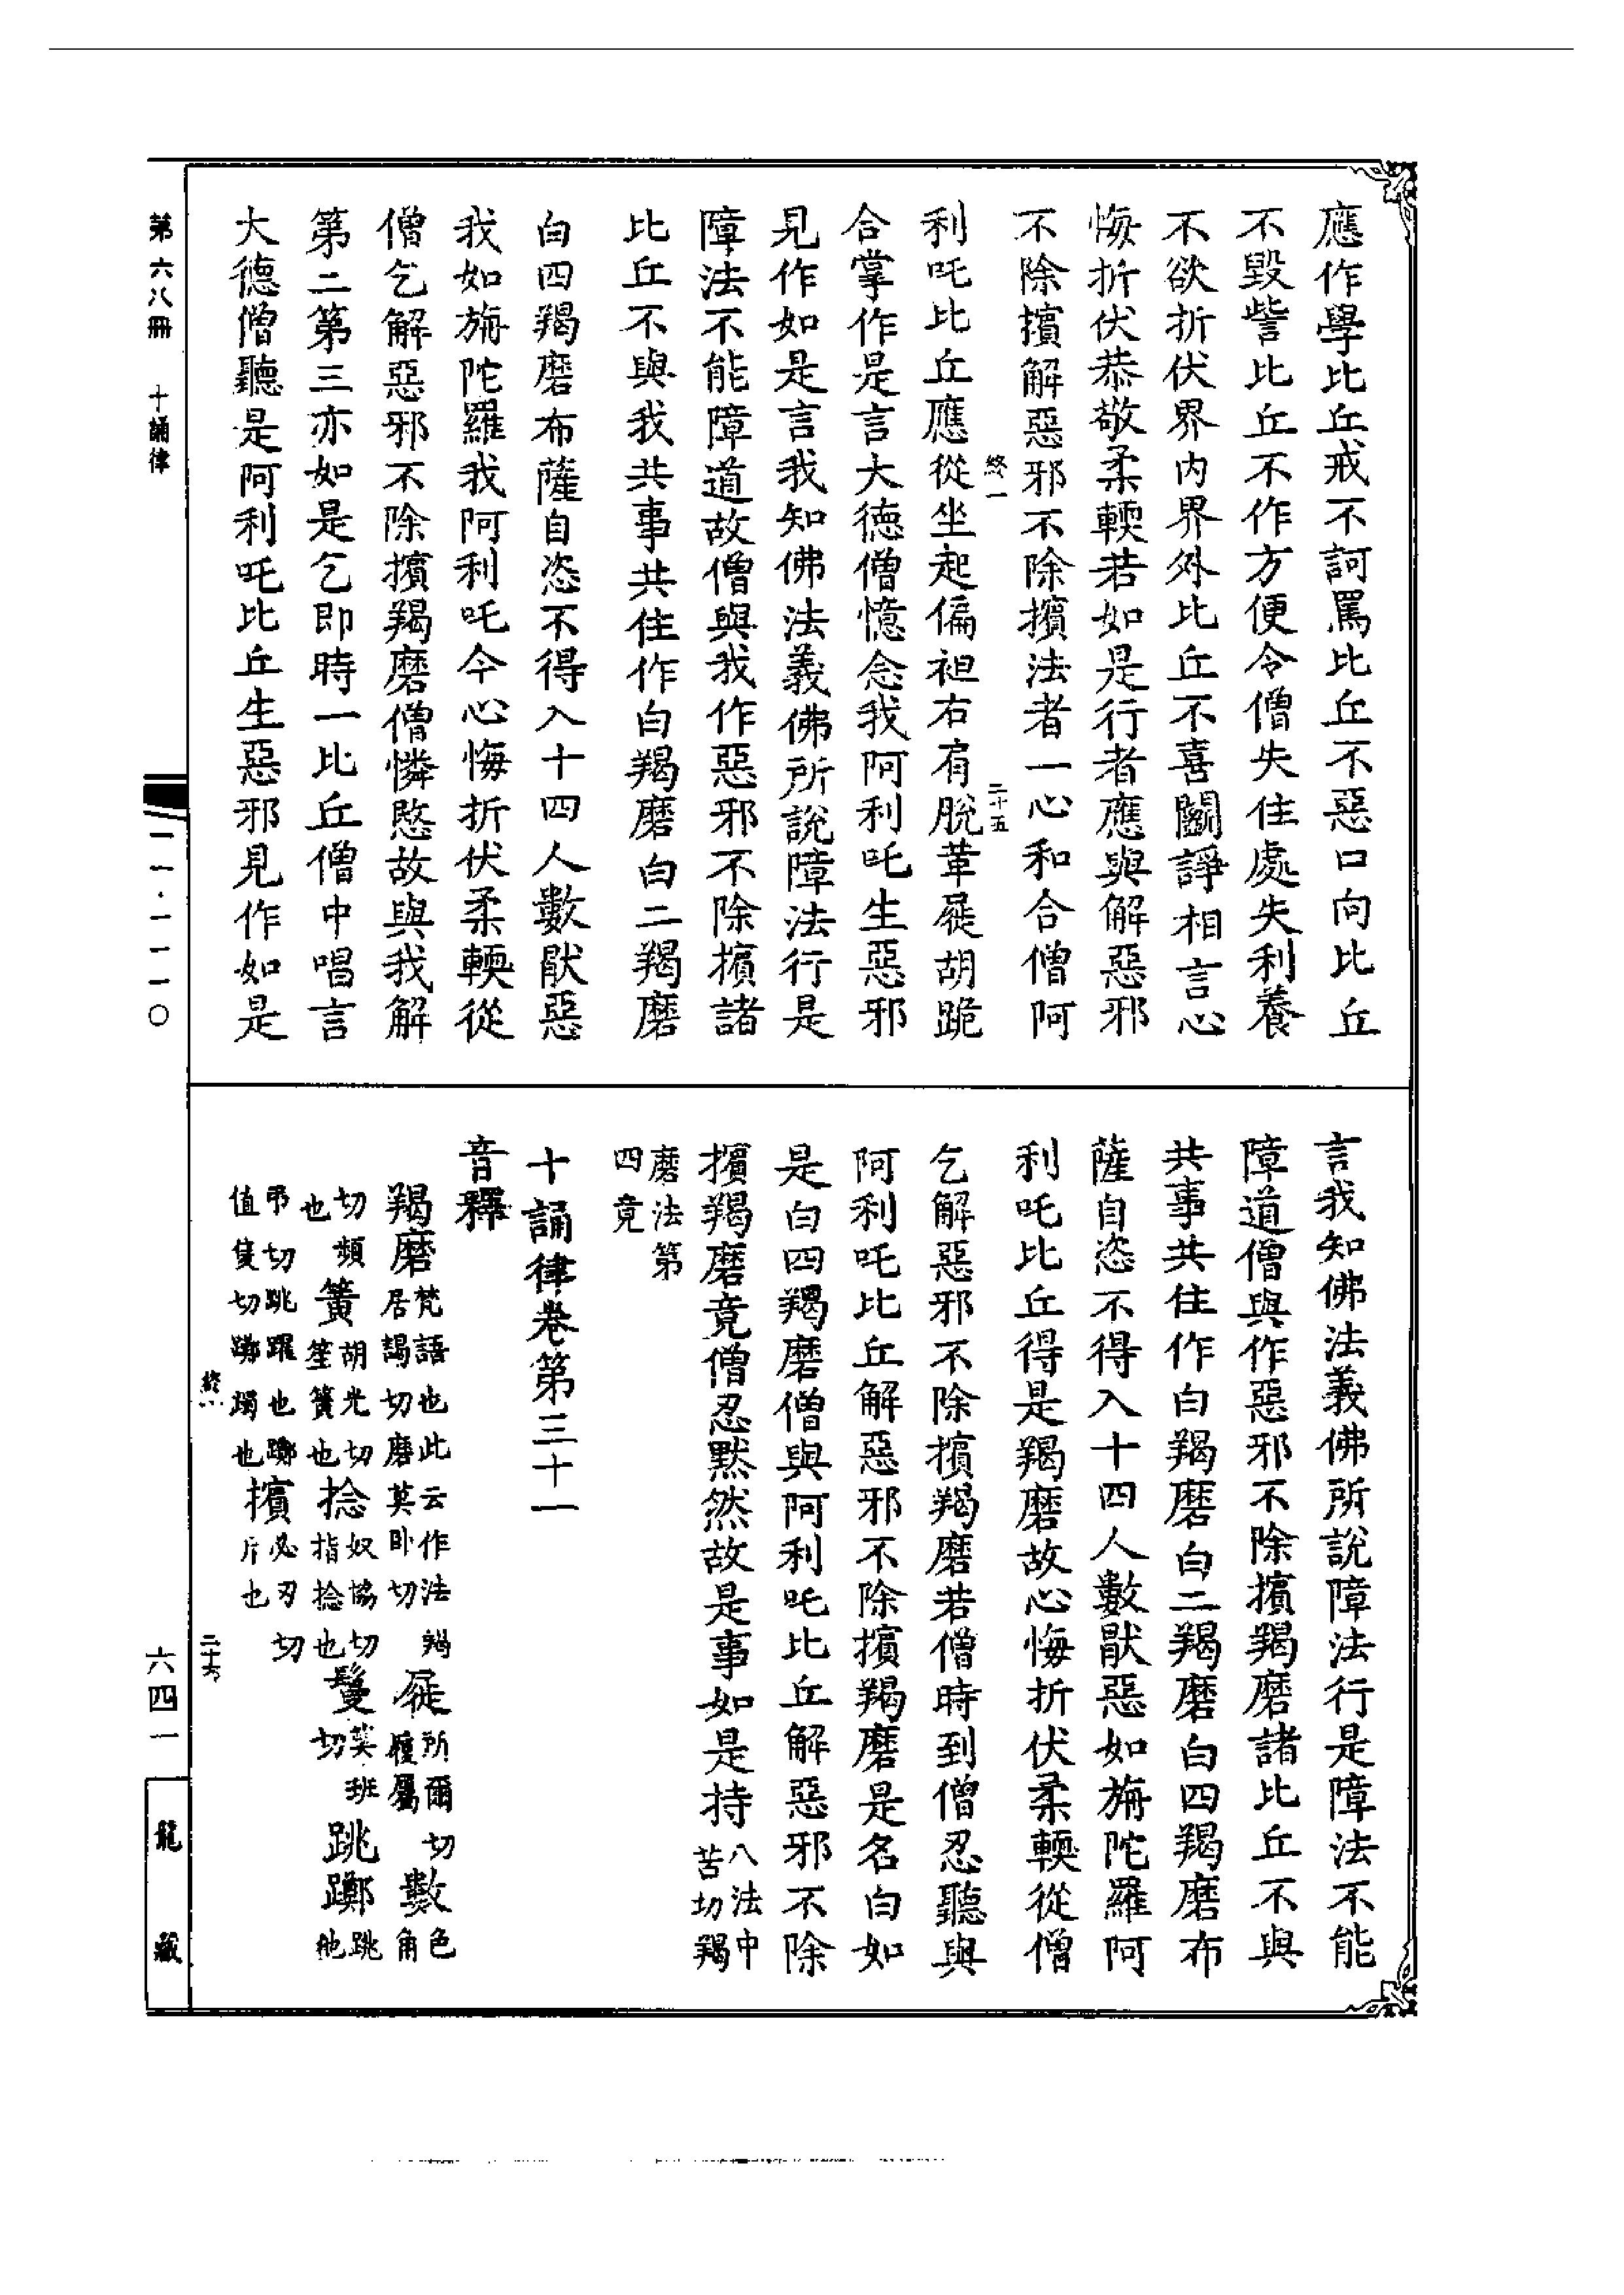 應作學比丘戒不訶罵比丘不惡口向比丘
不毀訾比丘不作方便令僧失住處失利養
不欲折伏界內界外比丘不喜鬭諍相言心
悔折伏恭敬柔輭若如是行者應與解惡邪
不除擯解惡邪不除擯法者一心和合僧阿
終一
二十五
利吒比丘應從坐起偏袒右肩脫革屣胡跪
合掌作是言大德僧憶念我阿利吒生惡邪
見作如是言我知佛法義佛所說障法行是
障法不能障道故僧與我作惡邪不除擯諸
比丘不與我共事共住作白羯磨白二羯磨
白四羯磨布薩自恣不得入十四人數猒惡
我如旃陀羅我阿利吒今心悔折伏柔輭從
僧乞解惡邪不除擯羯磨僧憐愍故與我解
第二第三亦如是乞即時一比丘僧中唱言
大德僧聽是阿利吒比丘生惡邪見作如是
言我知佛法義佛所說障法行是障法不能
障道僧與作惡邪不除擯羯磨諸比丘不與
共事共住作白羯磨白二羯磨白四羯磨布
薩自恣不得入十四人數猒惡如旃陀羅阿
利吒比丘得是羯磨故心悔折伏柔輭從僧
乞解惡邪不除擯羯磨若僧時到僧忍聽與
阿利吒比丘解惡邪不除擯羯磨是名白如
是白四羯磨僧與阿利吒比丘解惡邪不除
擯羯磨竟僧忍默然故是事如是持八法中苦切羯
磨法第四竟
十誦律卷第三十一
音釋
羯磨梵語也此云作法羯居謁切磨莫臥切屣所爾切履屬數色角
切頻也簧胡光切笙簧也捻奴協切指捻也鬘莫班切跳躑跳他
弔切跳躍也躑值隻切躑躅也擯必刃切斥也
二十六
第六八冊 十誦律
一一·一一一〇
六四一
龍藏